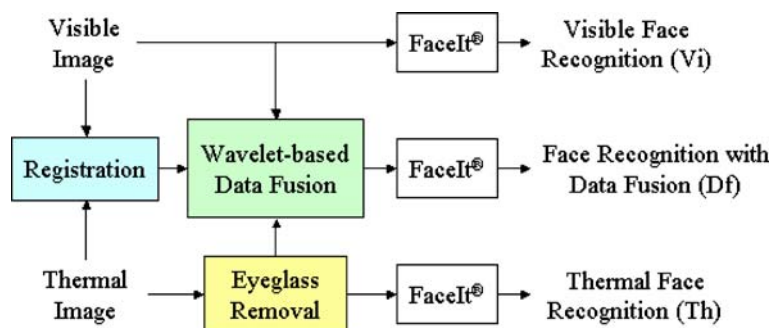 Visible
Image
FaceIt®
Visible Face
Recognition (Vi)
Registration
Wavelet-based
Data Fusion
FaceIt®
Face Recognition with
Data Fusion (Df)
Thermal
Image
Eyeglass
Removal
FaceIt®
Thermal Face
Recognition (Th)